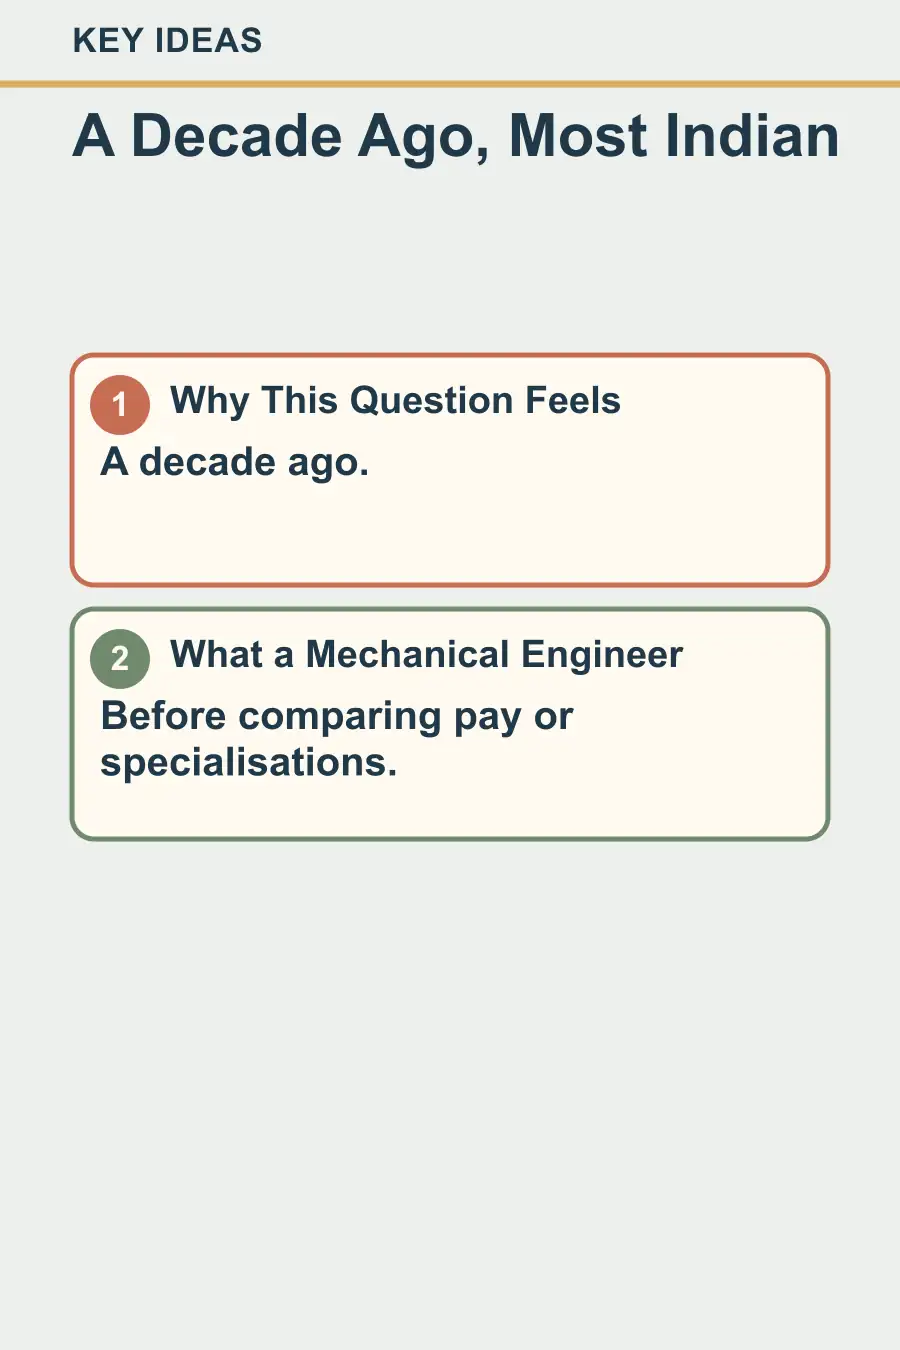 KEY IDEAS
A Decade Ago, Most Indian
1 Why This Question Feels
A decade ago.
2 What a Mechanical Engineer
Before comparing pay or
specialisations.